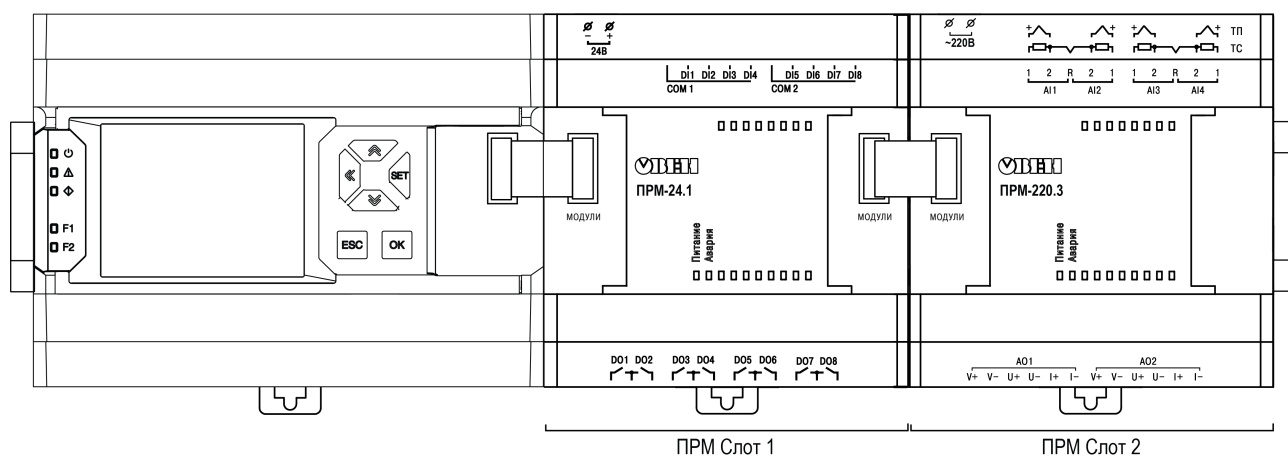 - +
24В
DI1 DI2 DI3 DI4
COM 1
DI5 DI6 DI7 DI8
COM 2
~220В
+ + + + ТП
ТС
1 2 R 2 1
AI1 AI2
1 2 R 2 1
AI3 AI4
F1
F2
SET
ESC
OK
ОВЕН
ПРМ-24.1
МОДУЛИ
Питание
Авария
МОДУЛИ
МОДУЛИ
ОВЕН
ПРМ-220.3
Питание
Авария
DO1 DO2 DO3 DO4 DO5 DO6 DO7 DO8
AO1 AO2
V+ V- U+ U- I+ I- V+ V- U+ U- I+ I-
ПРМ Слот 1
ПРМ Слот 2